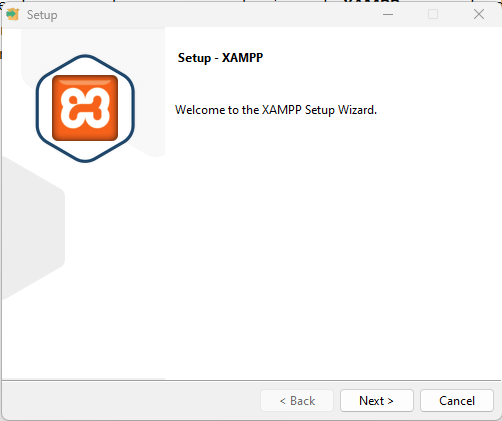 Setup
Setup - XAMPP
Welcome to the XAMPP Setup Wizard.
< Back
Next >
Cancel